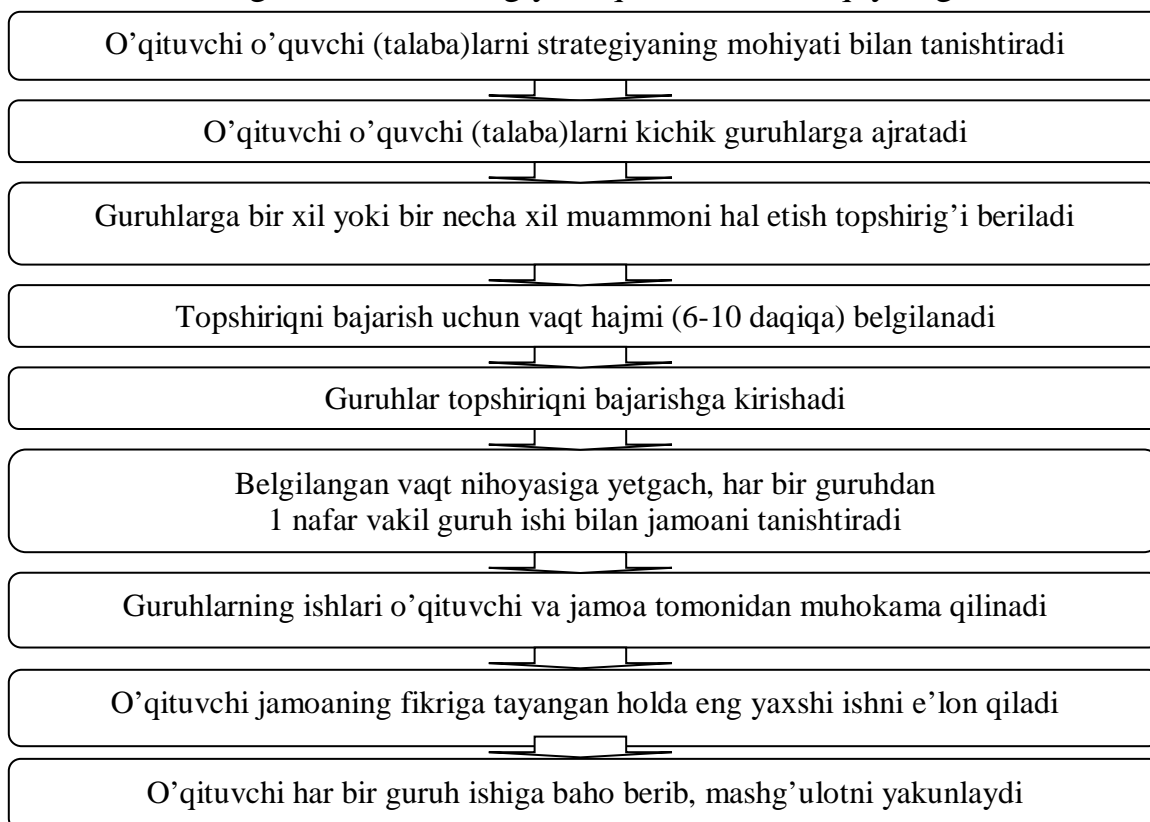 O’qituvchi o’quvchi (talaba)larni strategiyaning mohiyati bilan tanishtiradi
O’qituvchi o’quvchi (talaba)larni kichik guruhlarga ajratadi
Guruhlarga bir xil yoki bir necha xil muammoni hal etish topshirig’i beriladi
Topshiriqni bajarish uchun vaqt hajmi (6-10 daqiqa) belgilanadi
Guruhlar topshiriqni bajarishga kirishadi
Belgilangan vaqt nihoyasiga yetgach, har bir guruhdan
1 nafar vakil guruh ishi bilan jamoani tanishtiradi
Guruhlarning ishlari o’qituvchi va jamoa tomonidan muhokama qilinadi
O’qituvchi jamoaning fikriga tayangan holda eng yaxshi ishni e’lon qiladi
O’qituvchi har bir guruh ishiga baho berib, mashg’ulotni yakunlaydi